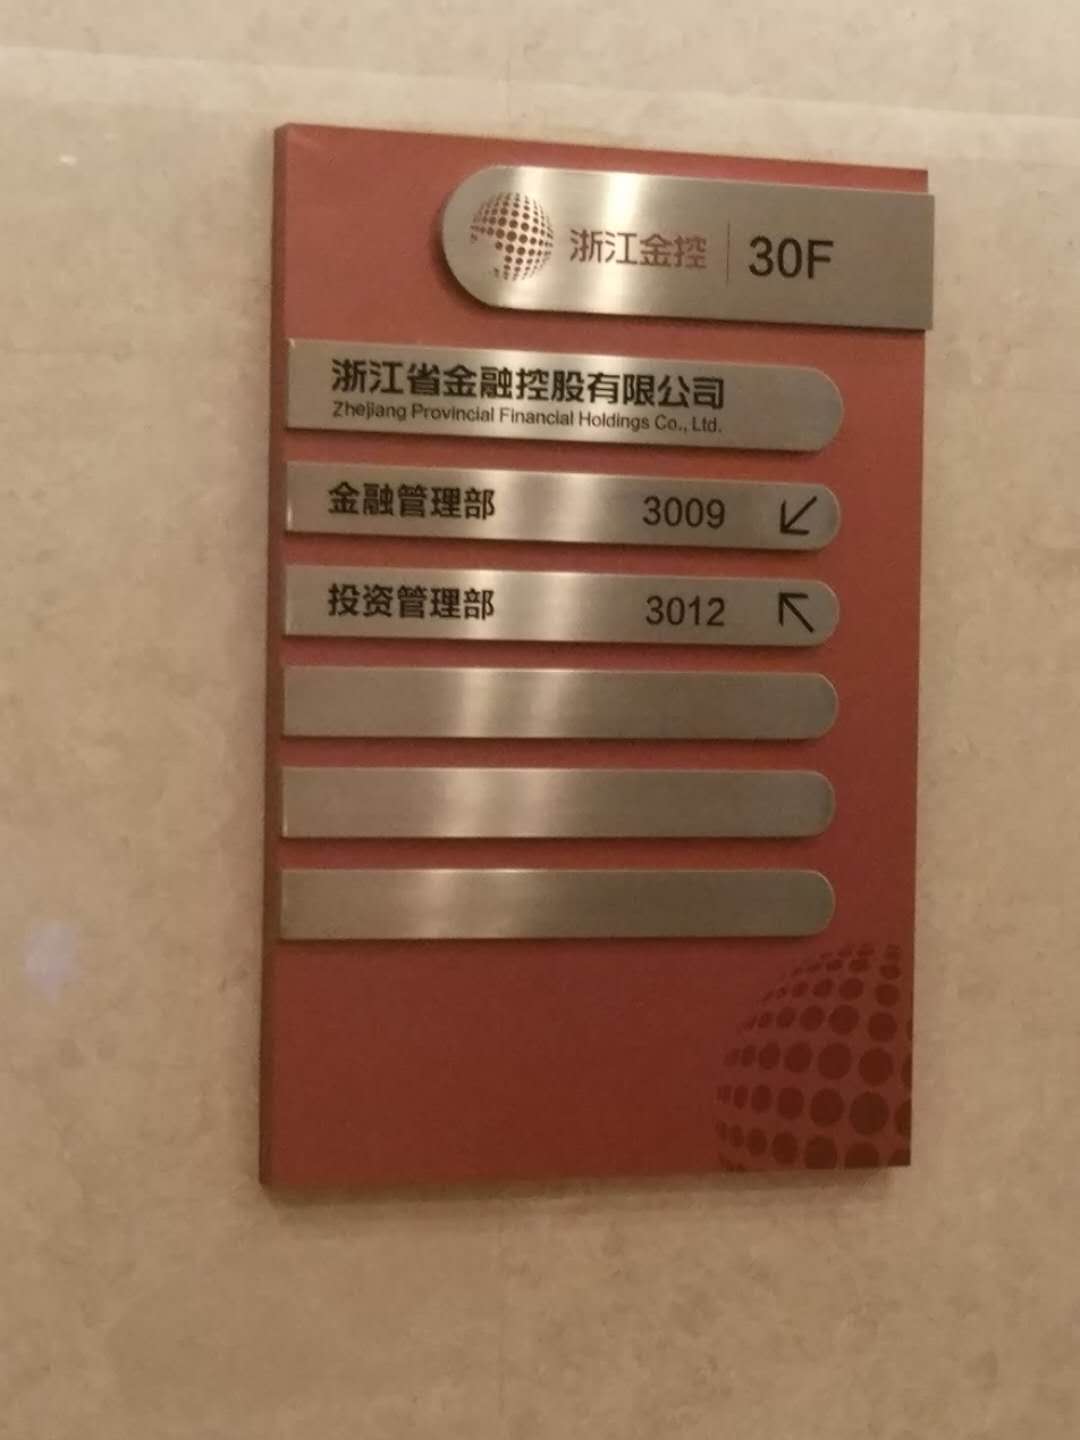 浙江金控 30F
浙江省金融控股有限公司
Zhejiang Provincial Financial Holdings Co., Ltd.
金融管理部 3009 ↙
投资管理部 3012 ↖